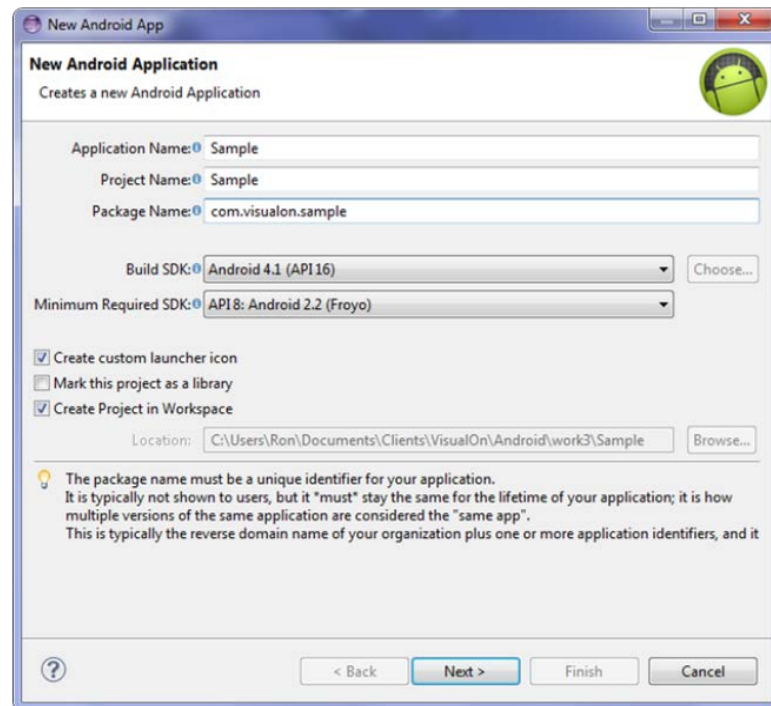 New Android App
New Android Application
Creates a new Android Application
Application Name: Sample
Project Name: Sample
Package Name: com.visualon.sample
Build SDK: Android 4.1 (API 16) Choose...
Minimum Required SDK: API 8: Android 2.2 (Froyo)
Create custom launcher icon
Mark this project as a library
Create Project in Workspace
Location: C:\Users\Ron\Documents\Clients\VisualOn\Android\work3\Sample Browse...
The package name must be a unique identifier for your application.
It is typically not shown to users, but it *must* stay the same for the lifetime of your application; it is how
multiple versions of the same application are considered the "same app".
This is typically the reverse domain name of your organization plus one or more application identifiers, and it
? < Back Next > Finish Cancel